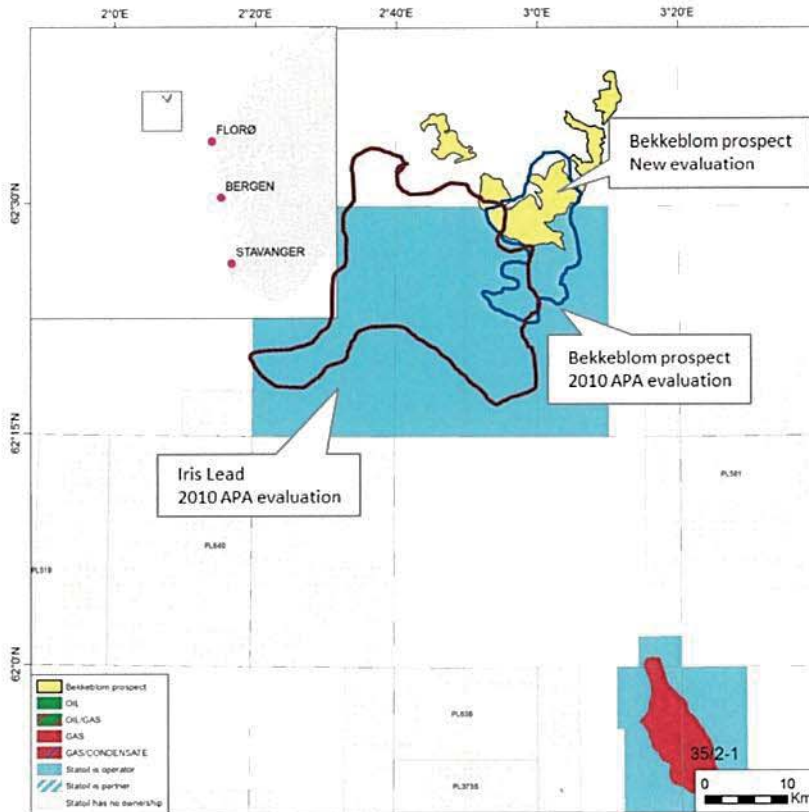 2°0'E
2°20'E
2°40'E
3°0'E
3°20'E
FLORØ
BERGEN
STAVANGER
Bekkeblom prospect
New evaluation
62°30'N
Bekkeblom prospect
2010 APA evaluation
62°15'N
Iris Lead
2010 APA evaluation
PL581
PL640
PL519
62°0'N
Bekkeblom prospect
OIL
OIL/GAS
GAS
GAS/CONDENSATE
Statoil is operator
Statoil is partner
Statoil has no ownership
PL373S
35/2-1
0 10
Km